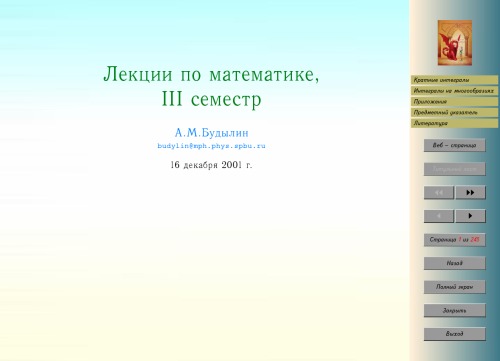 Лекции по математике,
III семестр
А.М.Будылин
budylin@mph.phys.spbu.ru
16 декабря 2001 г.
Кратные интегралы
Интегралы на многообразиях
Приложения
Предметный указатель
Литература
Веб – страница
Титульный лист
Страница 1 из 245
Назад
Полный экран
Закрыть
Выход